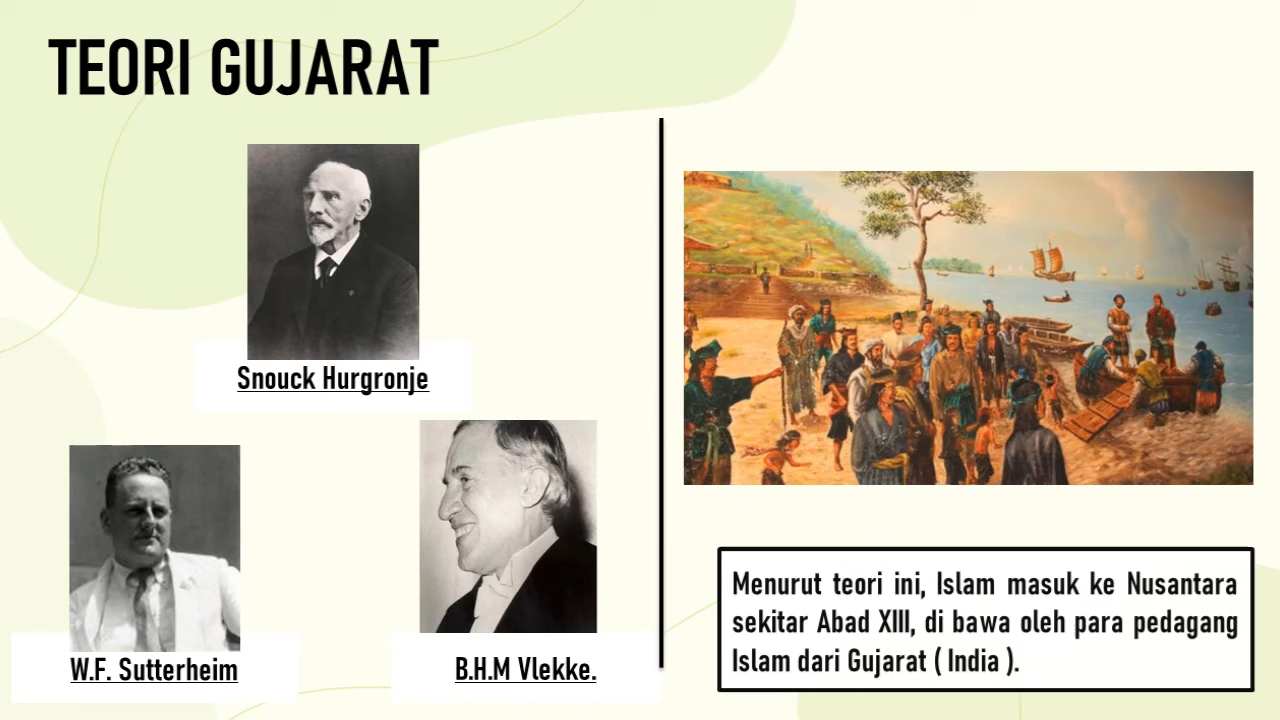 TEORI GUJARAT
Snouck Hurgronje
W.F. Sutterheim
B.H.M Vlekke.
Menurut teori ini, Islam masuk ke Nusantara
sekitar Abad XIII, di bawa oleh para pedagang
Islam dari Gujarat ( India ).